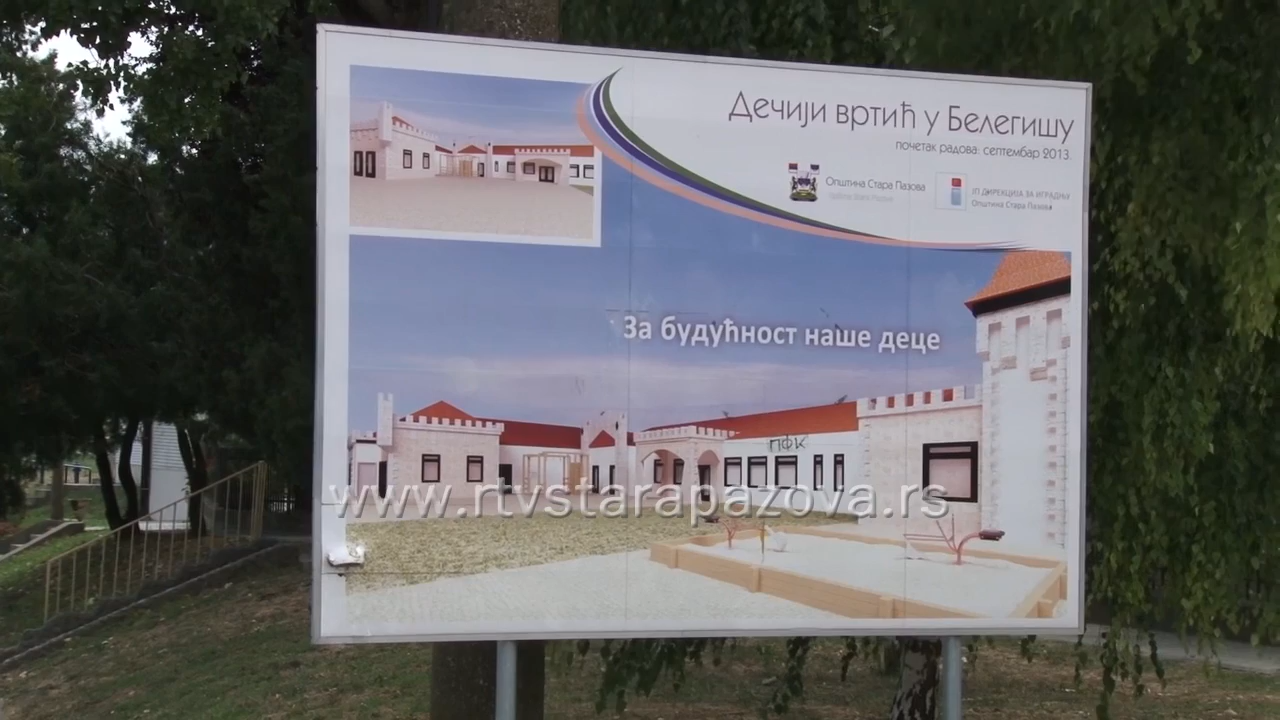 Дечији вртић у Белегишу
почетак радова: септембар 2013.
Општина Стара Пазова
ЈП ДИРЕКЦИЈА ЗА ИГРАДЊУ
Општина Стара Пазова
За будућност наше деце
ПФК
www.rtvstarapazova.rs